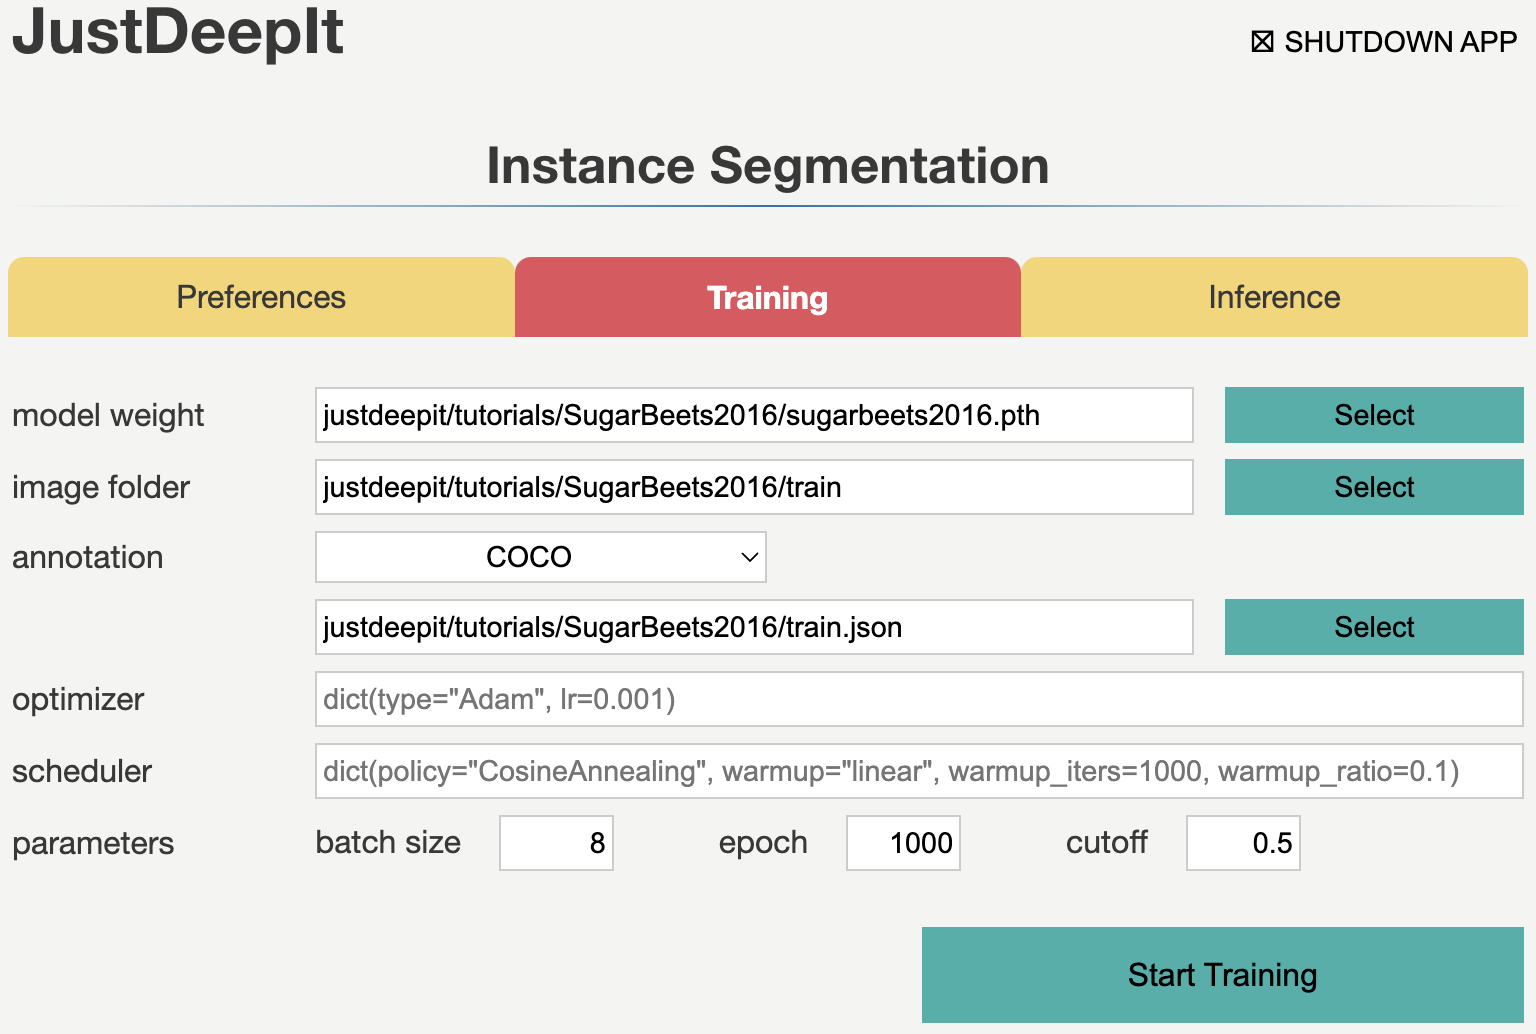 JustDeepIt
☒ SHUTDOWN APP
Instance Segmentation
Preferences Training Inference
model weight justdeepit/tutorials/SugarBeets2016/sugarbeets2016.pth Select
image folder justdeepit/tutorials/SugarBeets2016/train Select
annotation COCO
justdeepit/tutorials/SugarBeets2016/train.json Select
optimizer dict(type="Adam", lr=0.001)
scheduler dict(policy="CosineAnnealing", warmup="linear", warmup_iters=1000, warmup_ratio=0.1)
parameters batch size 8 epoch 1000 cutoff 0.5
Start Training